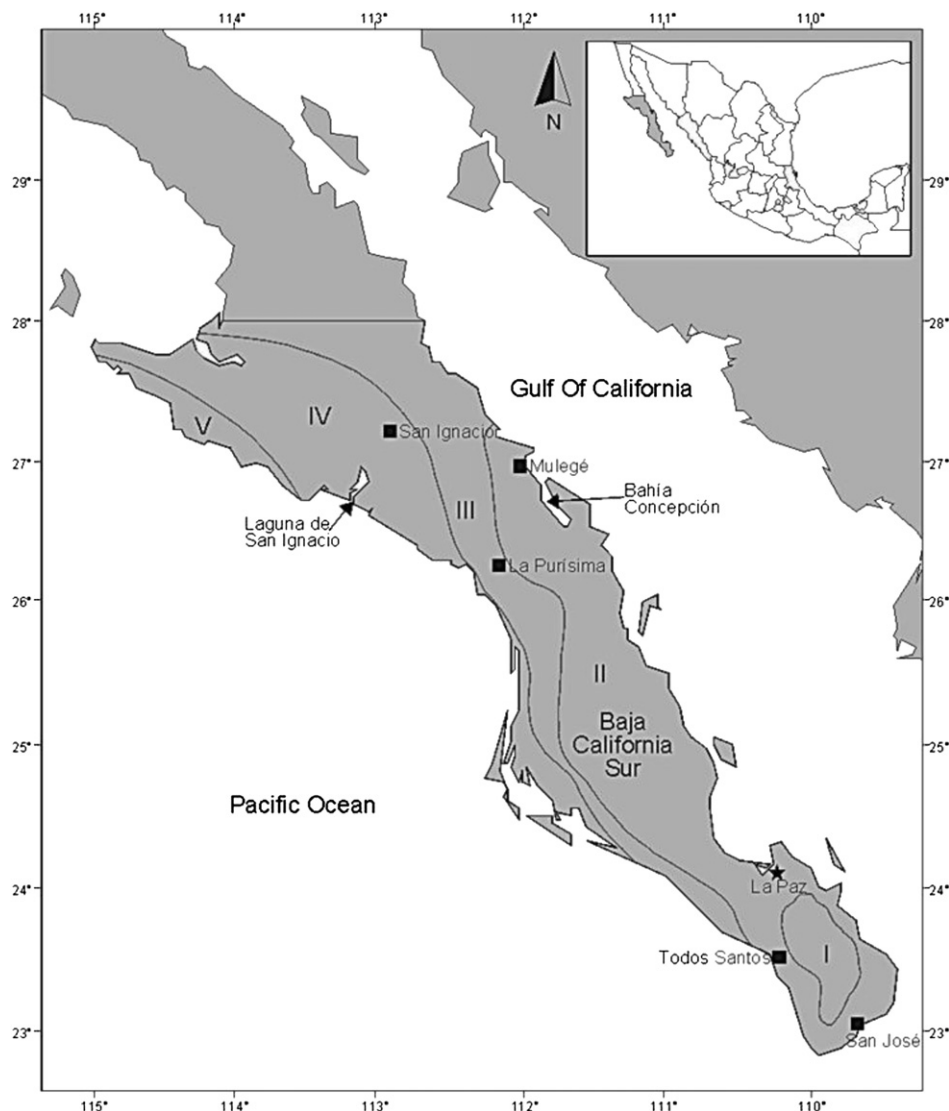 115°
114°
113°
112°
111°
110°
N
29°
29°
28°
28°
Gulf Of California
IV
V
San Ignacio
27°
27°
Mulegé
Bahía
Concepción
III
Laguna de
San Ignacio
La Purísima
26°
26°
II
Baja
California
Sur
25°
25°
Pacific Ocean
24°
24°
La Paz
Todos Santos
I
23°
23°
San José
115°
114°
113°
112°
111°
110°